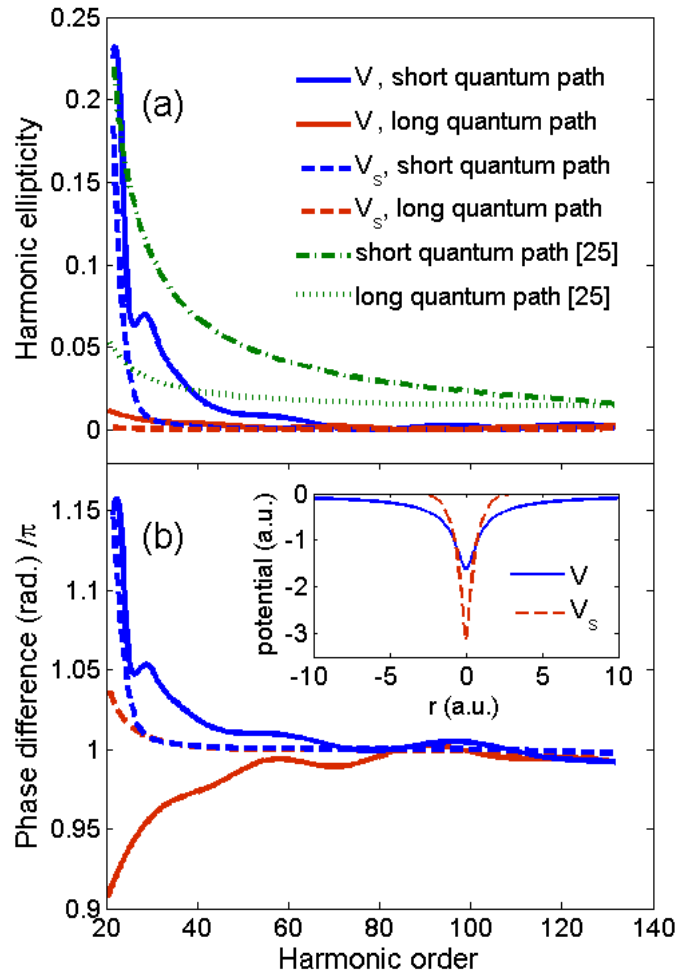 0.25
0.2
0.15
0.1
0.05
0
Harmonic ellipticity
(a)
V, short quantum path
V, long quantum path
Vs, short quantum path
Vs, long quantum path
short quantum path [25]
long quantum path [25]
1.15
1.1
1.05
1
0.95
0.9
Phase difference (rad.) /π
(b)
0
-1
-2
-3
potential (a.u.)
V
Vs
-10 -5 0 5 10
r (a.u.)
20 40 60 80 100 120 140
Harmonic order